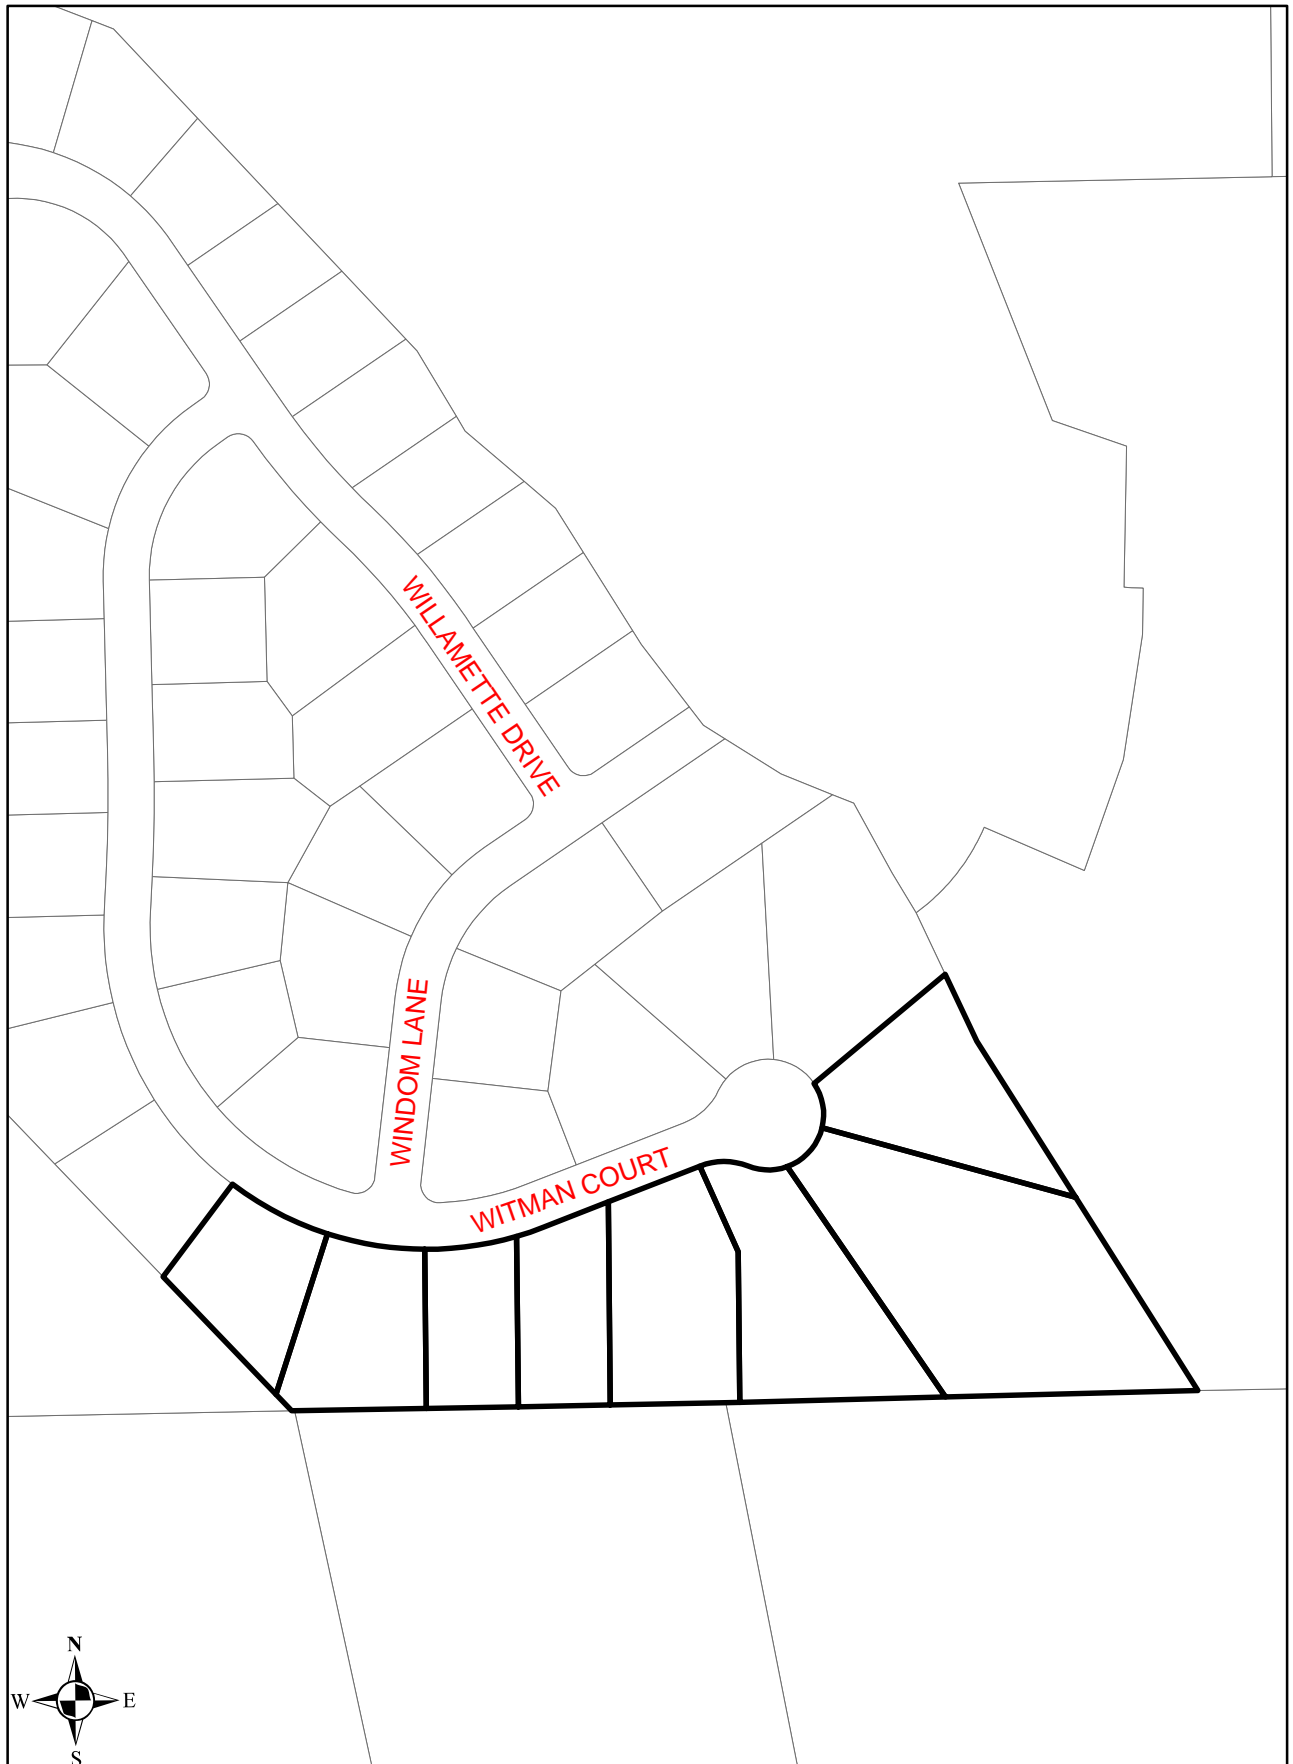 WILLAMETTE DRIVE
WINDOM LANE
WITMAN COURT
N
W E
S